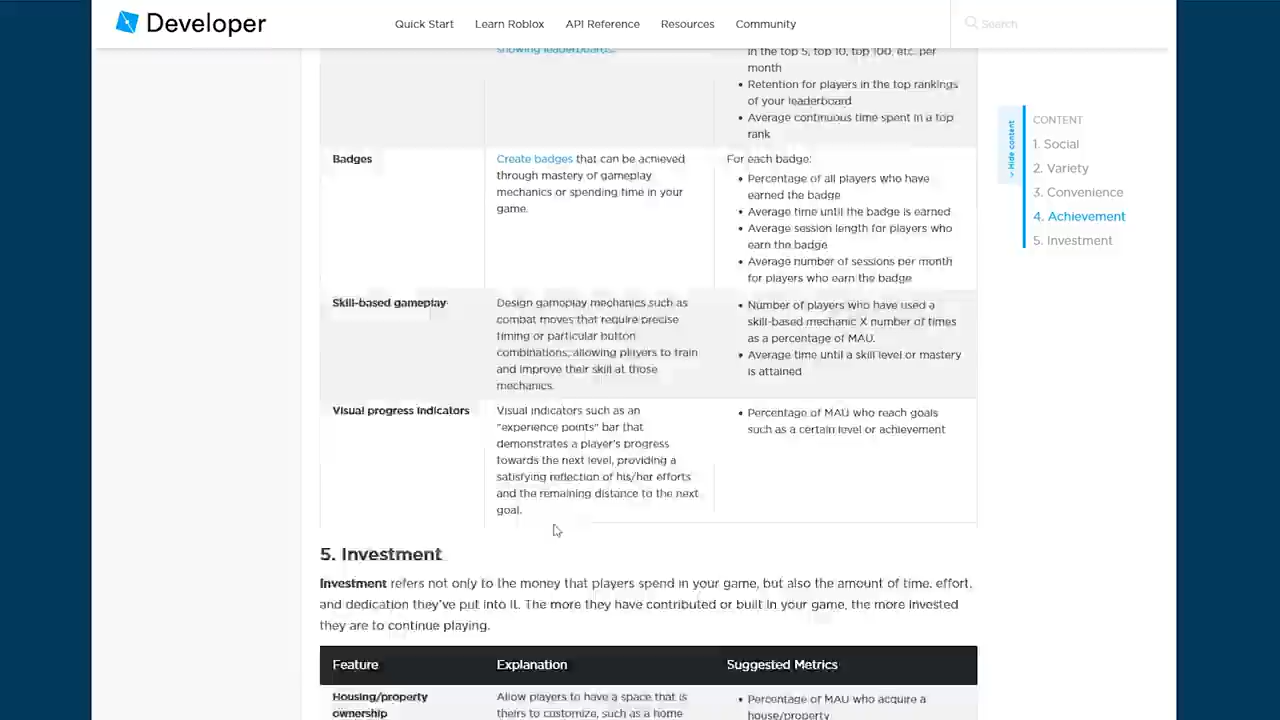 Developer
Quick Start
Learn Roblox
API Reference
Resources
Community
Search
showing leaderboards.
in the top 5, top 10, top 100, etc. per
month
• Retention for players in the top rankings
of your leaderboard
• Average continuous time spent in a top
rank
Badges
Create badges that can be achieved
through mastery of gameplay
mechanics or spending time in your
game.
For each badge:
• Percentage of all players who have
earned the badge
• Average time until the badge is earned
• Average session length for players who
earn the badge
• Average number of sessions per month
for players who earn the badge
Skill-based gameplay
Design gameplay mechanics such as
combat moves that require precise
timing or particular button
combinations, allowing players to train
and improve their skill at those
mechanics.
• Number of players who have used a
skill-based mechanic X number of times
as a percentage of MAU.
• Average time until a skill level or mastery
is attained
Visual progress indicators
Visual indicators such as an
"experience points" bar that
demonstrates a player's progress
towards the next level, providing a
satisfying reflection of his/her efforts
and the remaining distance to the next
goal.
• Percentage of MAU who reach goals
such as a certain level or achievement
5. Investment
Investment refers not only to the money that players spend in your game, but also the amount of time, effort,
and dedication they've put into it. The more they have contributed or built in your game, the more invested
they are to continue playing.
Feature
Explanation
Suggested Metrics
Housing/property
ownership
Allow players to have a space that is
theirs to customize, such as a home
• Percentage of MAU who acquire a
house/property
Hide content
CONTENT
1. Social
2. Variety
3. Convenience
4. Achievement
5. Investment